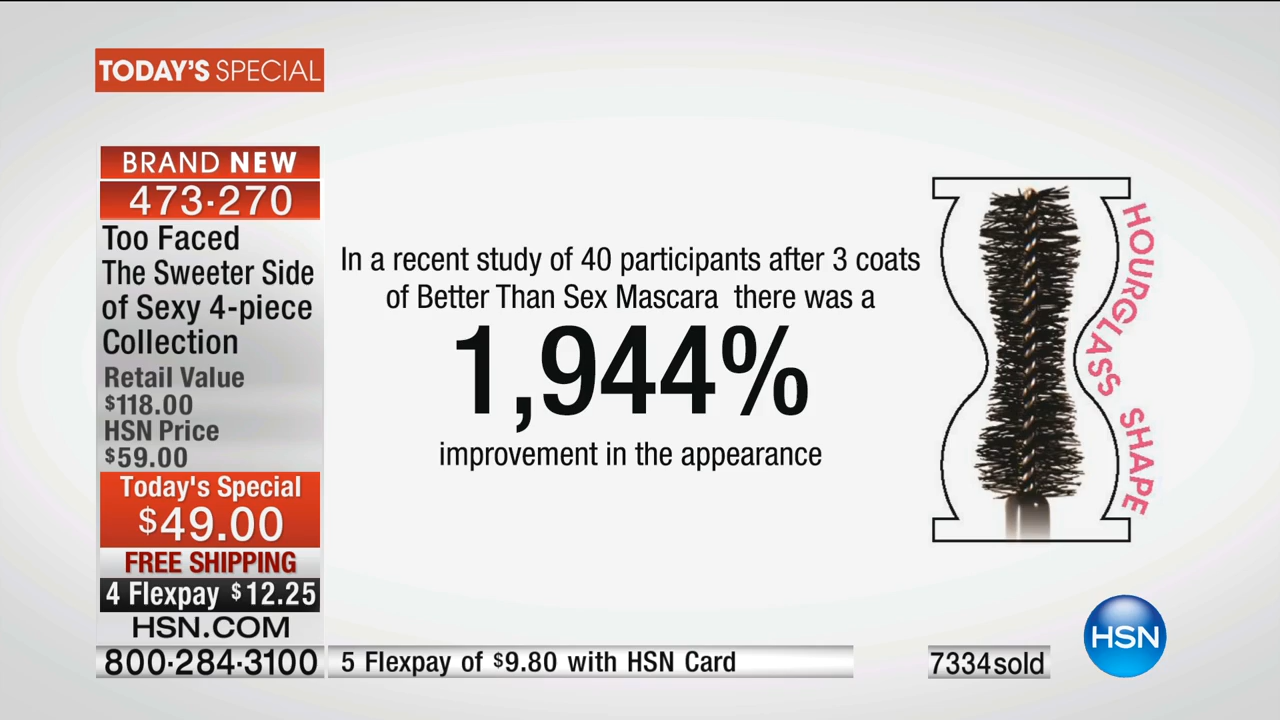 TODAY'S SPECIAL
BRAND NEW
473·270
Too Faced
The Sweeter Side
of Sexy 4-piece
Collection
Retail Value
$118.00
HSN Price
$59.00
Today's Special
$49.00
FREE SHIPPING
4 Flexpay $12.25
HSN.COM
800·284·3100
In a recent study of 40 participants after 3 coats
of Better Than Sex Mascara there was a
1,944%
improvement in the appearance
HOURGLASS SHAPE
HSN
5 Flexpay of $9.80 with HSN Card
7334sold